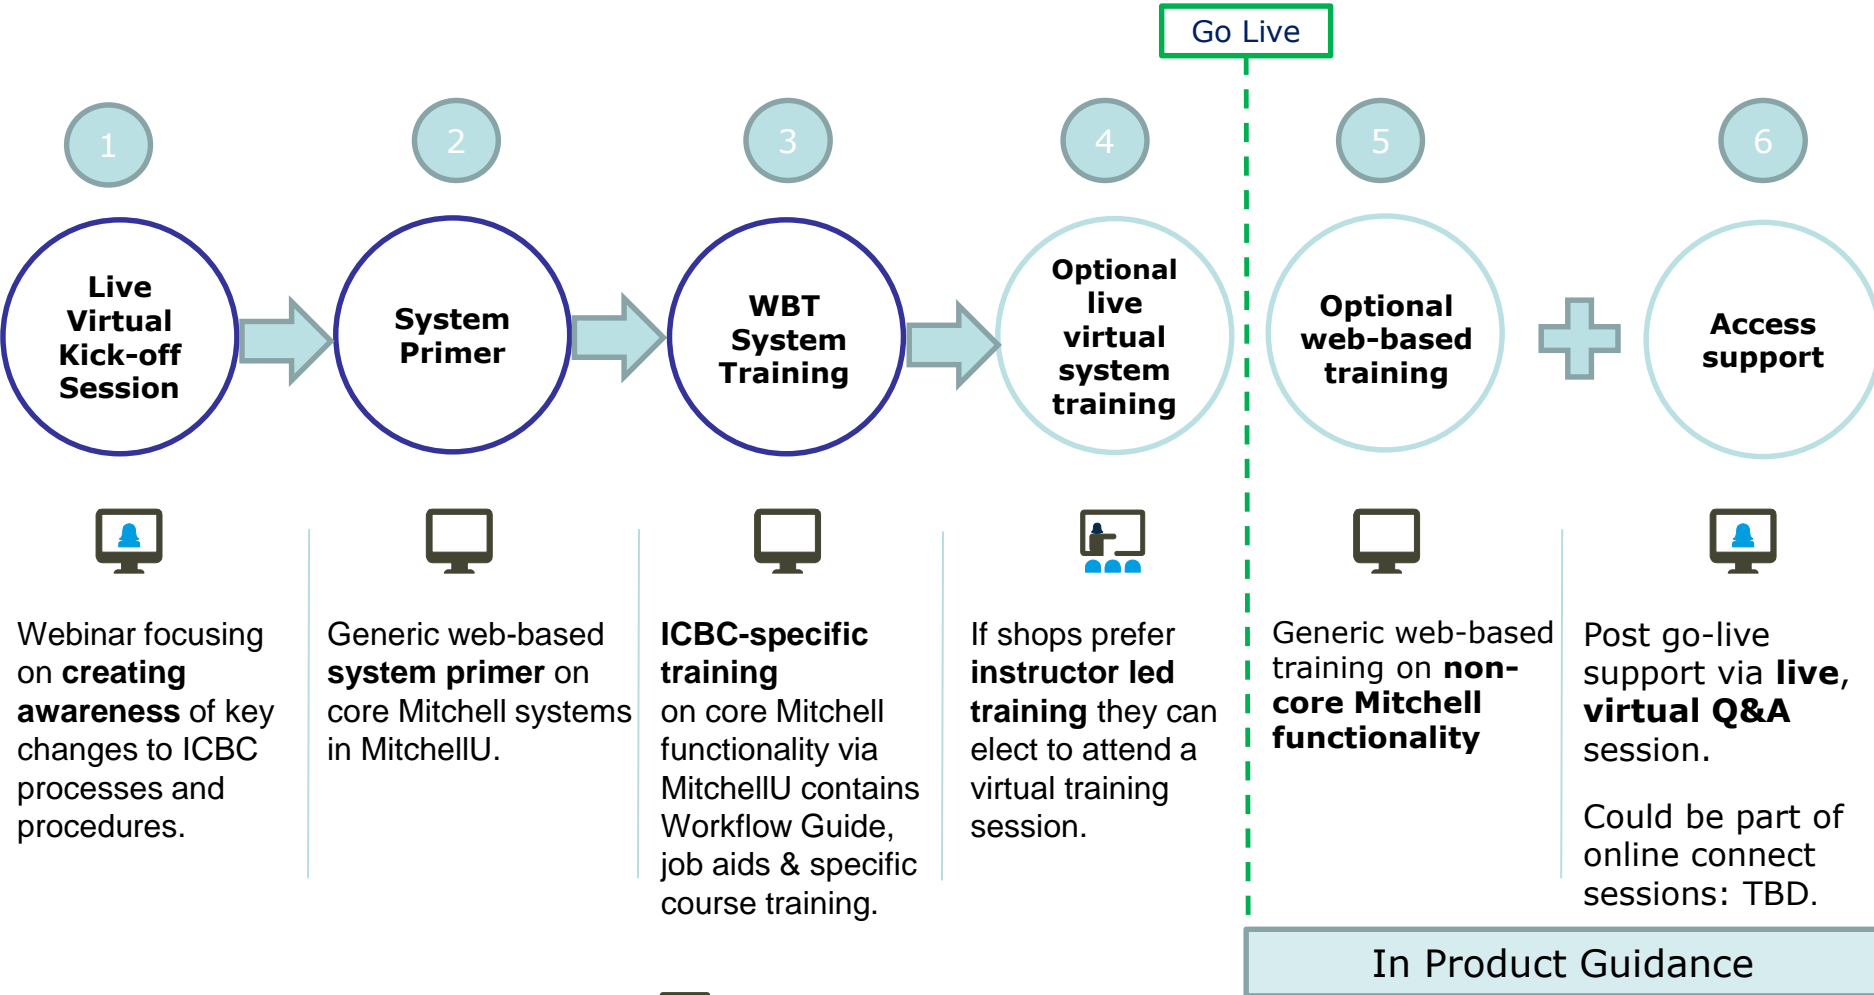 Go Live
1
2
3
4
5
6
Live
Virtual
Kick-off
Session
System
Primer
WBT
System
Training
Optional
live
virtual
system
training
Optional
web-based
training
Access
support
Webinar focusing
on creating
awareness of key
changes to ICBC
processes and
procedures.
Generic web-based
system primer on
core Mitchell systems
in MitchellU.
ICBC-specific
training
on core Mitchell
functionality via
MitchellU contains
Workflow Guide,
job aids & specific
course training.
If shops prefer
instructor led
training they can
elect to attend a
virtual training
session.
Generic web-based
training on non-
core Mitchell
functionality
Post go-live
support via live,
virtual Q&A
session.
Could be part of
online connect
sessions: TBD.
In Product Guidance